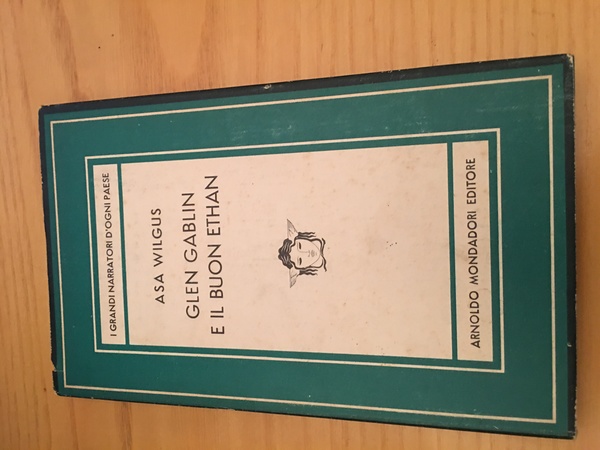 I GRANDI NARRATORI D'OGNI PAESE
ASA WILGUS
GLEN GABLIN
E IL BUON ETHAN
ARNOLDO MONDADORI EDITORE